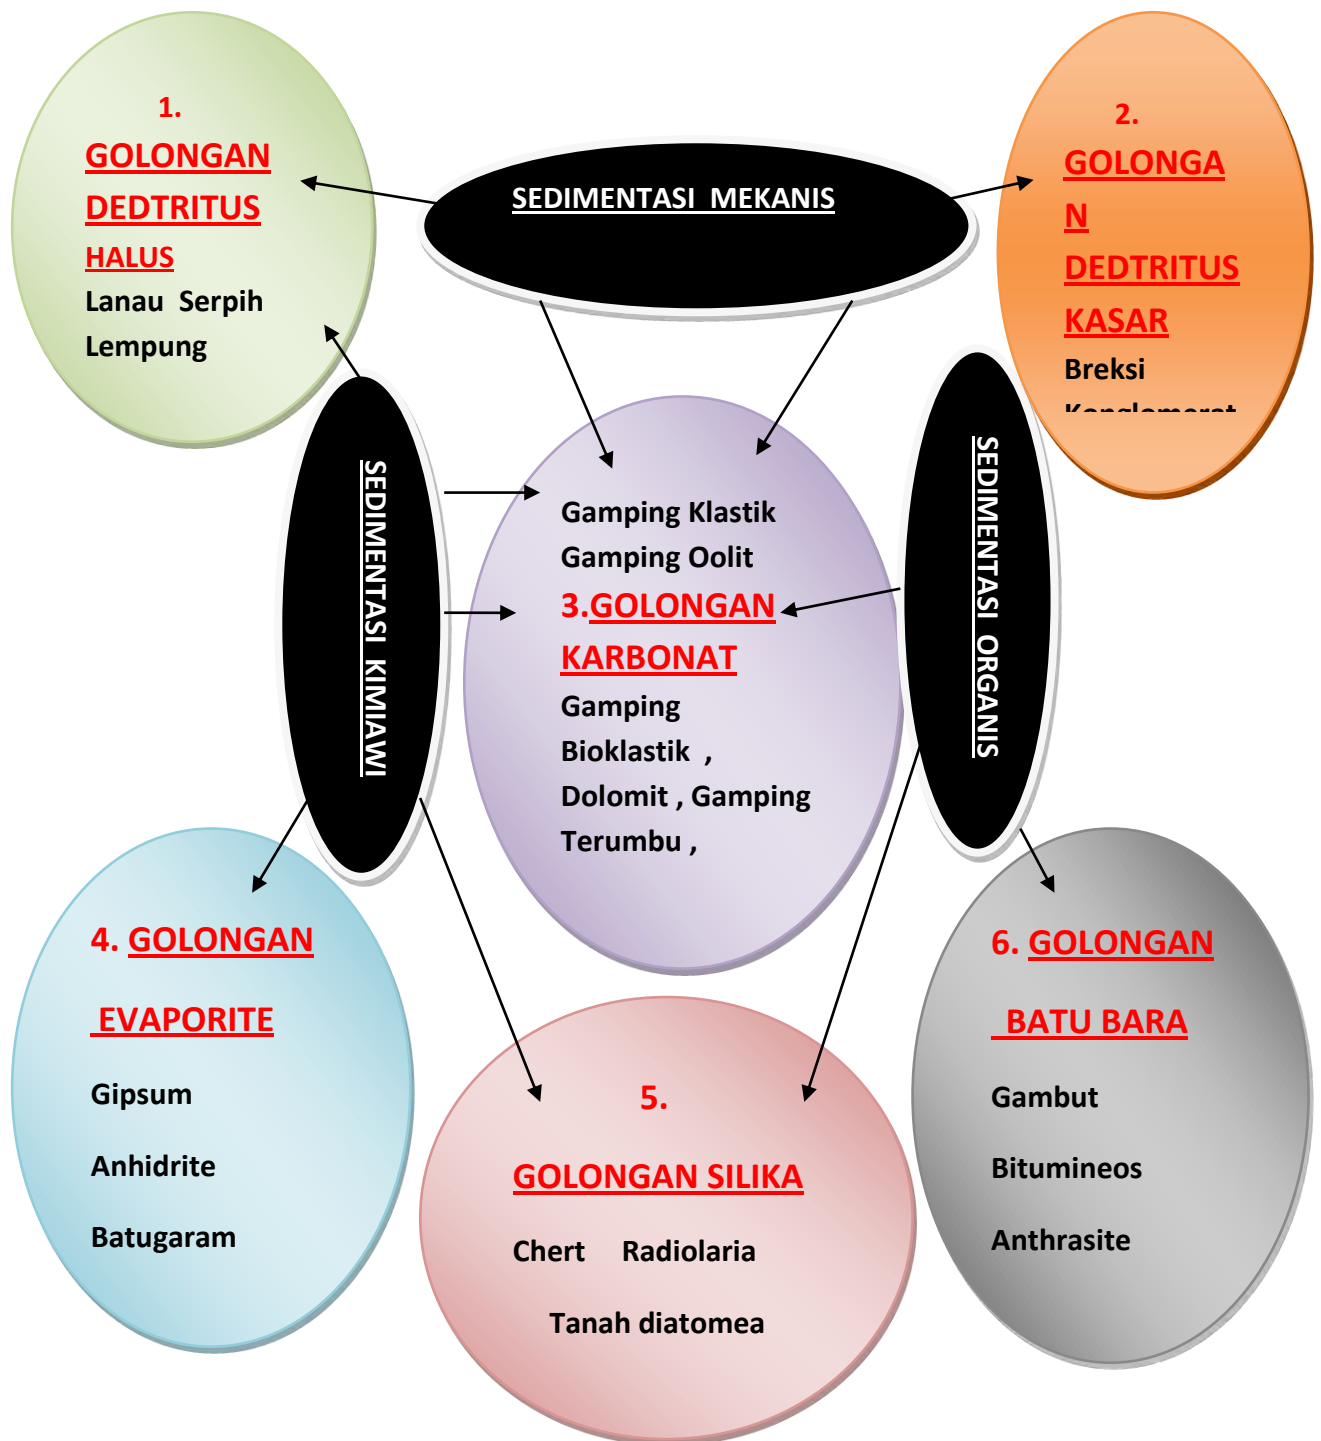 1.
GOLONGAN
DEDTRITUS
HALUS
Lanau Serpih
Lempung
SEDIMENTASI MEKANIS
2.
GOLONGA
N
DEDTRITUS
KASAR
Breksi
Konglomerat
SEDIMENTASI KIMIAWI
Gamping Klastik
Gamping Oolit
3.GOLONGAN
KARBONAT
Gamping
Bioklastik ,
Dolomit , Gamping
Terumbu ,
SEDIMENTASI ORGANIS
4. GOLONGAN
EVAPORITE
Gipsum
Anhidrite
Batugaram
5.
GOLONGAN SILIKA
Chert Radiolaria
Tanah diatomea
6. GOLONGAN
BATU BARA
Gambut
Bitumineos
Anthrasite